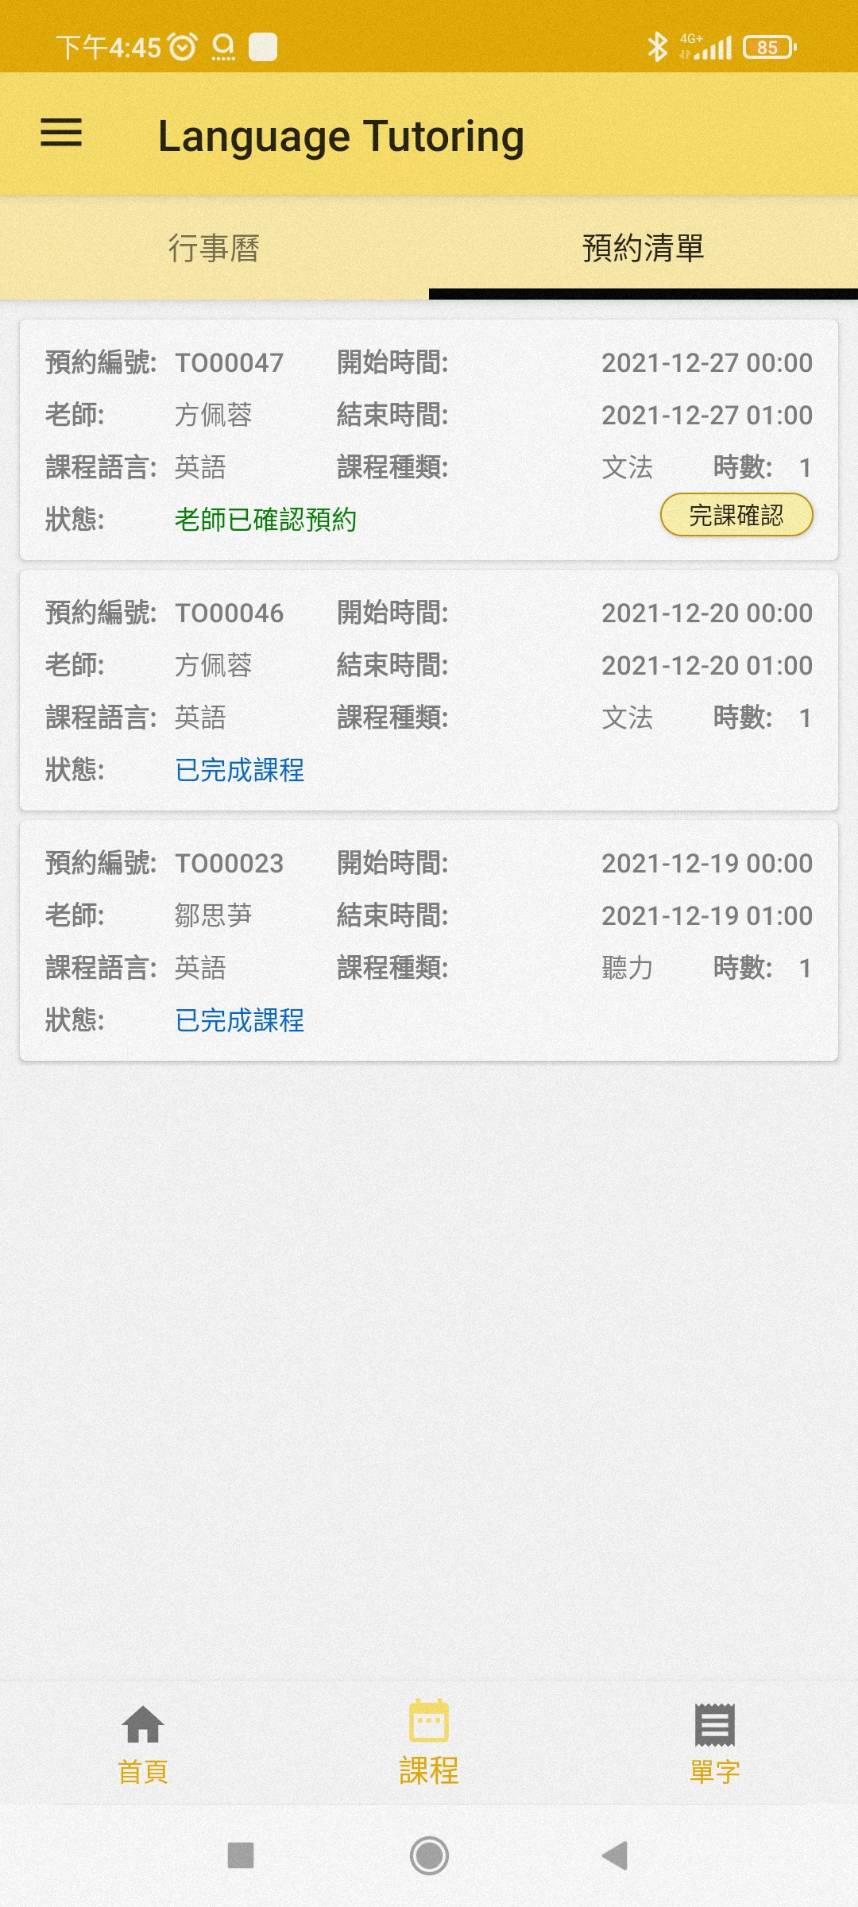 下午4:45 4G+ 85
Language Tutoring
行事曆 預約清單
預約編號: TO00047 開始時間: 2021-12-27 00:00
老師: 方佩蓉 結束時間: 2021-12-27 01:00
課程語言: 英語 課程種類: 文法 時數: 1
狀態: 老師已確認預約 完課確認
預約編號: TO00046 開始時間: 2021-12-20 00:00
老師: 方佩蓉 結束時間: 2021-12-20 01:00
課程語言: 英語 課程種類: 文法 時數: 1
狀態: 已完成課程
預約編號: TO00023 開始時間: 2021-12-19 00:00
老師: 鄒思荢 結束時間: 2021-12-19 01:00
課程語言: 英語 課程種類: 聽力 時數: 1
狀態: 已完成課程
首頁 課程 單字